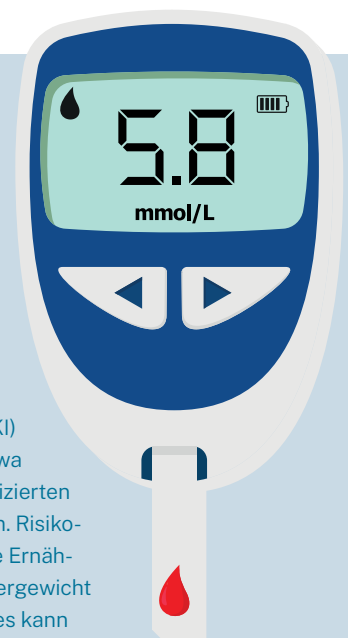 5.8
mmol/L
KI)
wa
izierten
n. Risiko-
e Ernäh-
ergewicht
es kann